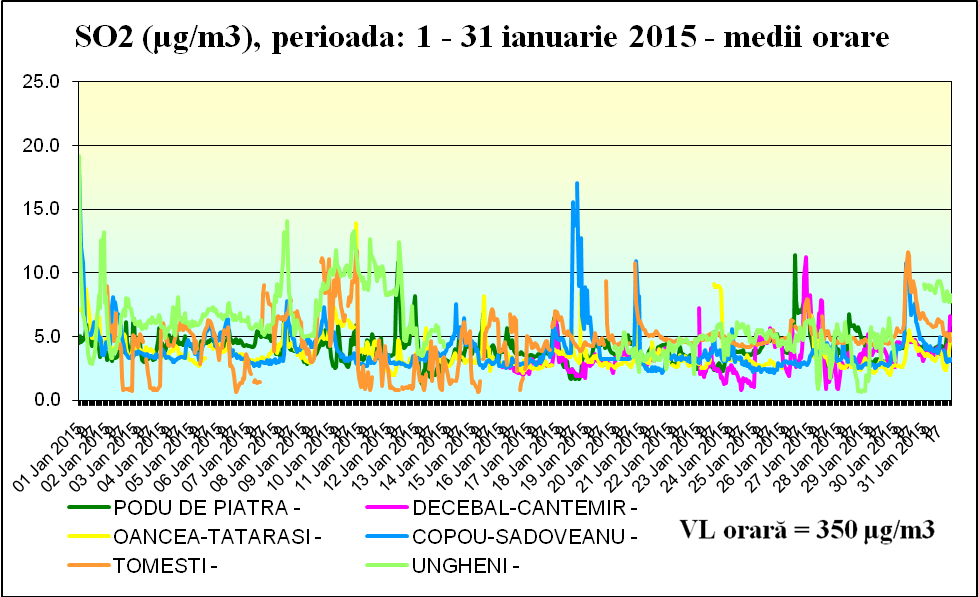 SO2 (µg/m3), perioada: 1 - 31 ianuarie 2015 - medii orare
25.0
20.0
15.0
10.0
5.0
0.0
01 Jan 2015
02 Jan 2015
03 Jan 2015
04 Jan 2015
05 Jan 2015
06 Jan 2015
07 Jan 2015
08 Jan 2015
09 Jan 2015
10 Jan 2015
11 Jan 2015
12 Jan 2015
13 Jan 2015
14 Jan 2015
15 Jan 2015
16 Jan 2015
17 Jan 2015
18 Jan 2015
19 Jan 2015
20 Jan 2015
21 Jan 2015
22 Jan 2015
23 Jan 2015
24 Jan 2015
25 Jan 2015
26 Jan 2015
27 Jan 2015
28 Jan 2015
29 Jan 2015
30 Jan 2015
31 Jan 2015
17
PODU DE PIATRA -
DECEBAL-CANTEMIR -
OANCEA-TATARASI -
COPOU-SADOVEANU -
TOMESTI -
UNGHENI -
VL orară = 350 µg/m3